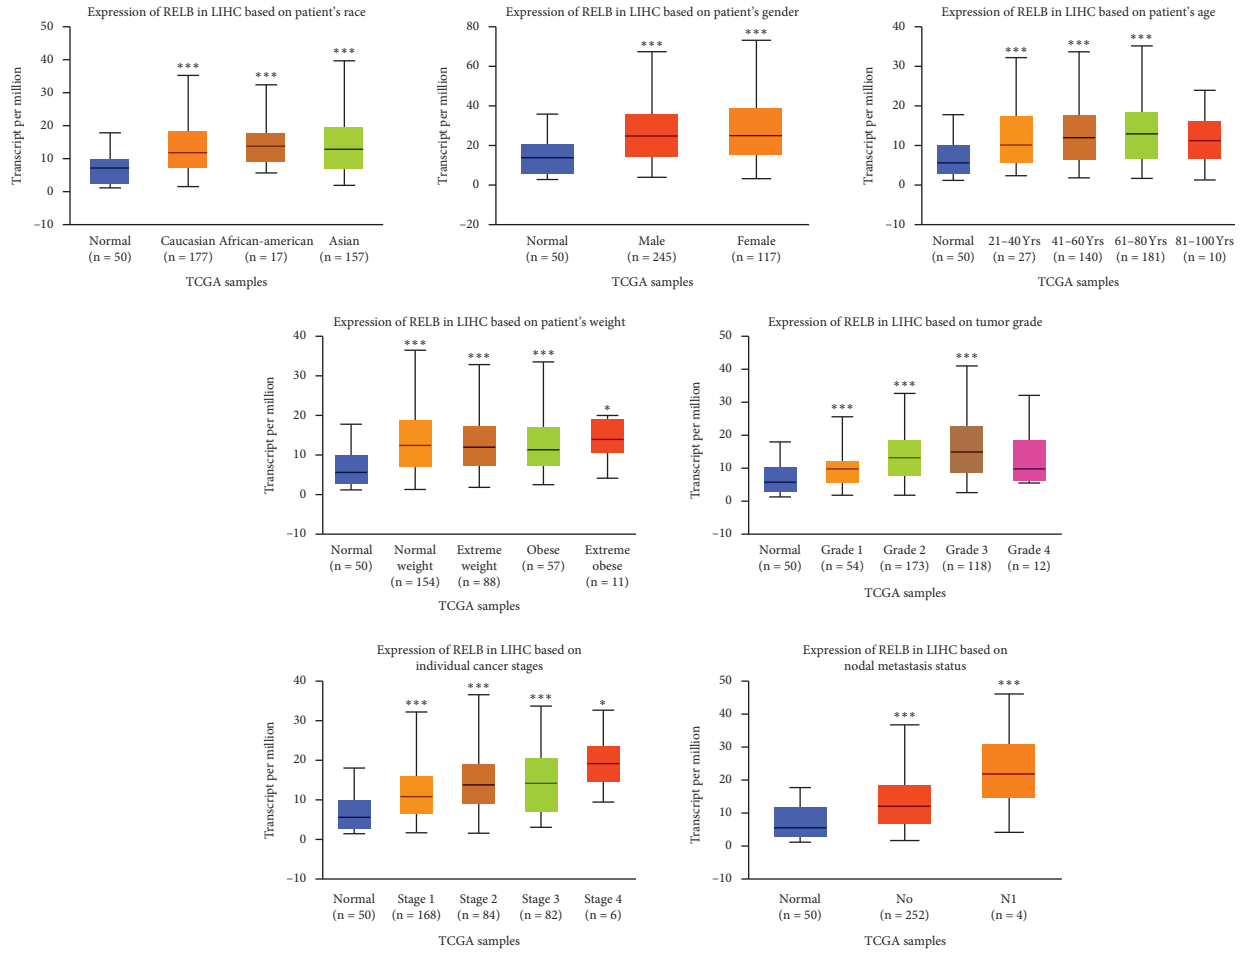 Expression of RELB in LIHC based on patient's race
Transcript per million
50
40
30
20
10
0
–10
***
***
***
Normal
(n = 50)
Caucasian
(n = 177)
African-american
(n = 17)
Asian
(n = 157)
TCGA samples
Expression of RELB in LIHC based on patient's gender
Transcript per million
80
60
40
20
0
–20
***
***
Normal
(n = 50)
Male
(n = 245)
Female
(n = 117)
TCGA samples
Expression of RELB in LIHC based on patient's age
Transcript per million
40
30
20
10
0
–10
***
***
***
Normal
(n = 50)
21–40 Yrs
(n = 27)
41–60 Yrs
(n = 140)
61–80 Yrs
(n = 181)
81–100 Yrs
(n = 10)
TCGA samples
Expression of RELB in LIHC based on patient's weight
Transcript per million
40
30
20
10
0
–10
***
***
***
*
Normal
(n = 50)
Normal
weight
(n = 154)
Extreme
weight
(n = 88)
Obese
(n = 57)
Extreme
obese
(n = 11)
TCGA samples
Expression of RELB in LIHC based on tumor grade
Transcript per million
50
40
30
20
10
0
–10
***
***
***
Normal
(n = 50)
Grade 1
(n = 54)
Grade 2
(n = 173)
Grade 3
(n = 118)
Grade 4
(n = 12)
TCGA samples
Expression of RELB in LIHC based on
individual cancer stages
Transcript per million
40
30
20
10
0
–10
***
***
***
*
Normal
(n = 50)
Stage 1
(n = 168)
Stage 2
(n = 84)
Stage 3
(n = 82)
Stage 4
(n = 6)
TCGA samples
Expression of RELB in LIHC based on
nodal metastasis status
Transcript per million
50
40
30
20
10
0
–10
***
***
Normal
(n = 50)
No
(n = 252)
N1
(n = 4)
TCGA samples